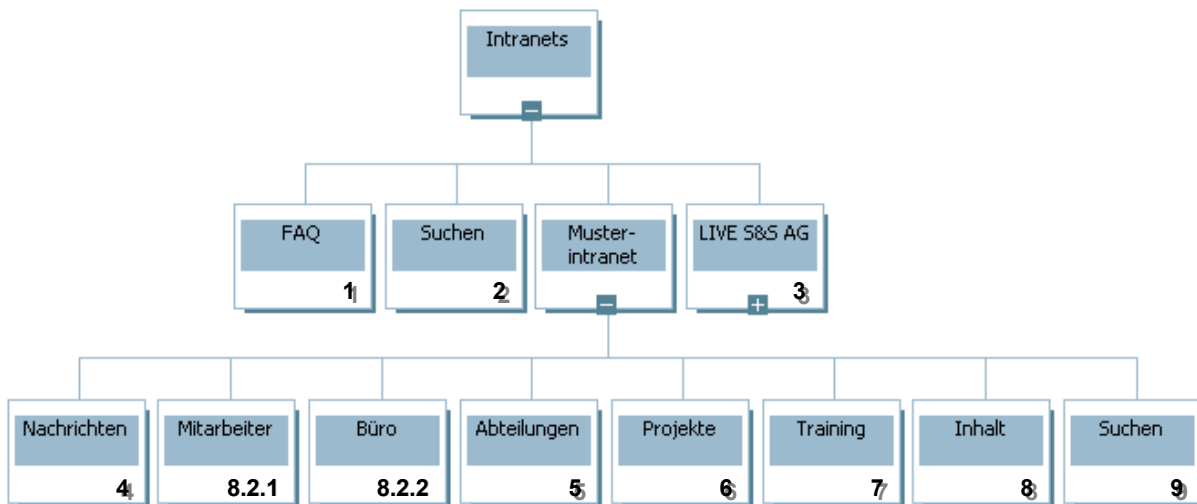 Intranets
FAQ
Suchen
Muster-
intranet
LIVE S&S AG
1
2
3
Nachrichten
Mitarbeiter
Büro
Abteilungen
Projekte
Training
Inhalt
Suchen
4
8.2.1
8.2.2
5
6
7
8
9